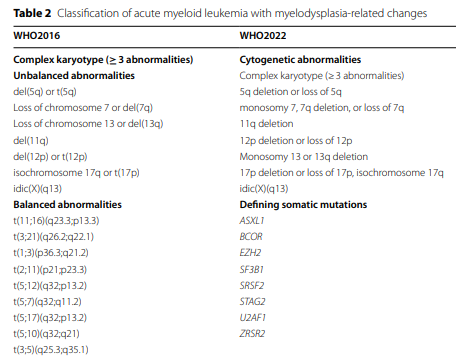 Table 2 Classification of acute myeloid leukemia with myelodysplasia-related changes
WHO2016 WHO2022
Complex karyotype (≥ 3 abnormalities) Cytogenetic abnormalities
Unbalanced abnormalities Complex karyotype (≥3 abnormalities)
del(5q) or t(5q) 5q deletion or loss of 5q
Loss of chromosome 7 or del(7q) monosomy 7, 7q deletion, or loss of 7q
Loss of chromosome 13 or del(13q) 11q deletion
del(11q) 12p deletion or loss of 12p
del(12p) or t(12p) Monosomy 13 or 13q deletion
isochromosome 17q or t(17p) 17p deletion or loss of 17p, isochromosome 17q
idic(X)(q13) idic(X)(q13)
Balanced abnormalities Defining somatic mutations
t(11;16)(q23.3;p13.3) ASXL1
t(3;21)(q26.2;q22.1) BCOR
t(1;3)(p36.3;q21.2) EZH2
t(2;11)(p21;p23.3) SF3B1
t(5;12)(q32;p13.2) SRSF2
t(5;7)(q32;q11.2) STAG2
t(5;17)(q32;p13.2) U2AF1
t(5;10)(q32;q21) ZRSR2
t(3;5)(q25.3;q35.1)